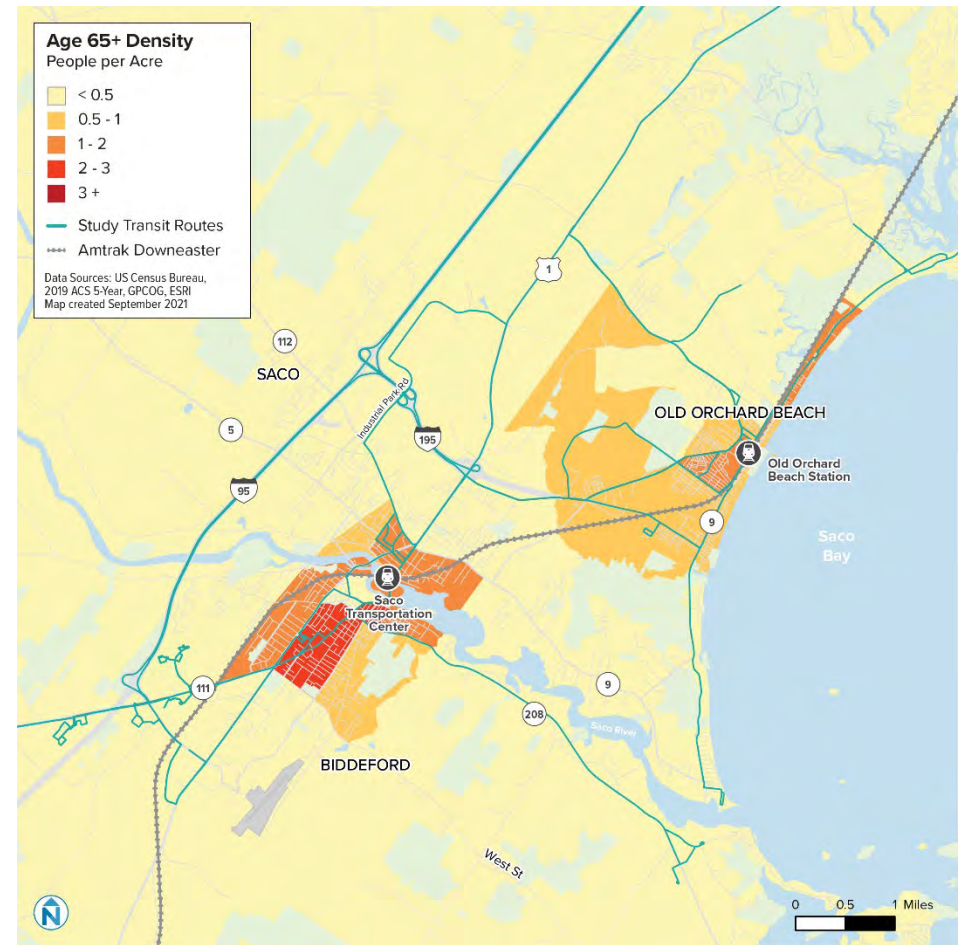 Age 65+ Density
People per Acre
< 0.5
0.5 - 1
1 - 2
2 - 3
3 +
Study Transit Routes
Amtrak Downeaster
Data Sources: US Census Bureau,
2019 ACS 5-Year, GPCOG, ESRI
Map created September 2021
1
112
SACO
Industrial Park Rd
5
195
95
OLD ORCHARD BEACH
Old Orchard
Beach Station
9
Saco
Bay
Saco
Transportation
Center
111
9
208
Saco River
BIDDEFORD
West St
N
0 0.5 1 Miles